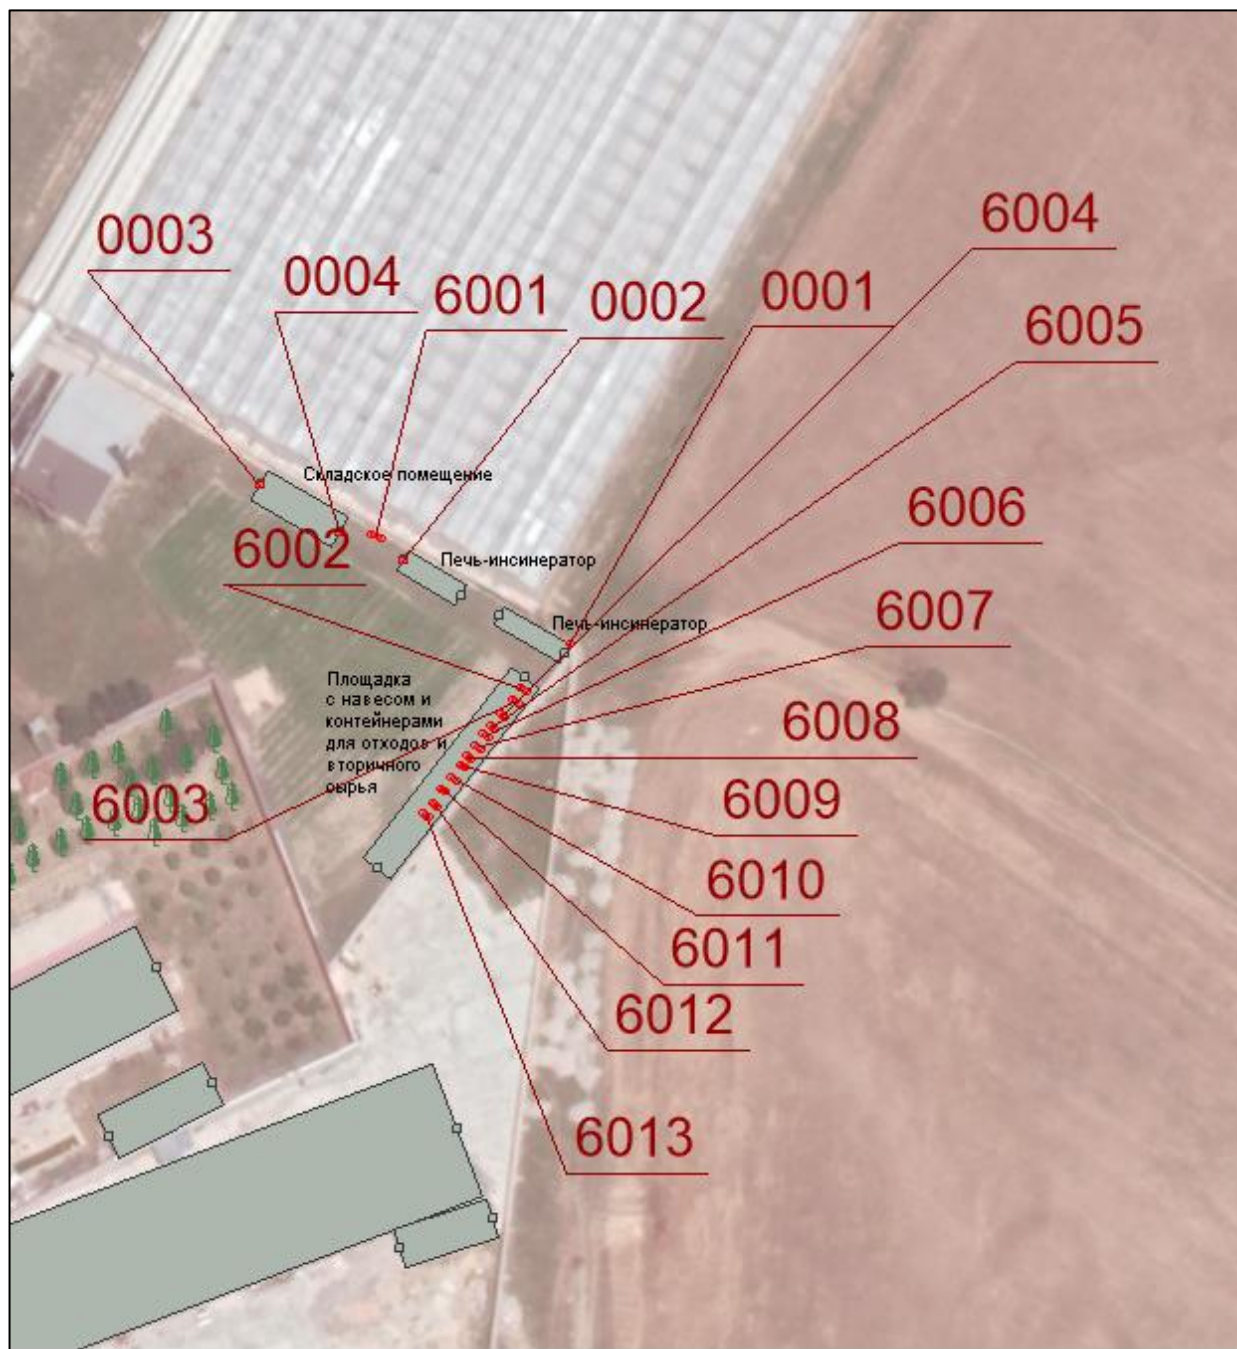 6004
0003
0004
6001
0002
0001
6005
Складское помещение
6006
6002
Печь-инсинератор
6007
Печь-инсинератор
Площадка
с навесом и
контейнерами
для отходов и
вторичного
сырья
6008
6003
6009
6010
6011
6012
6013